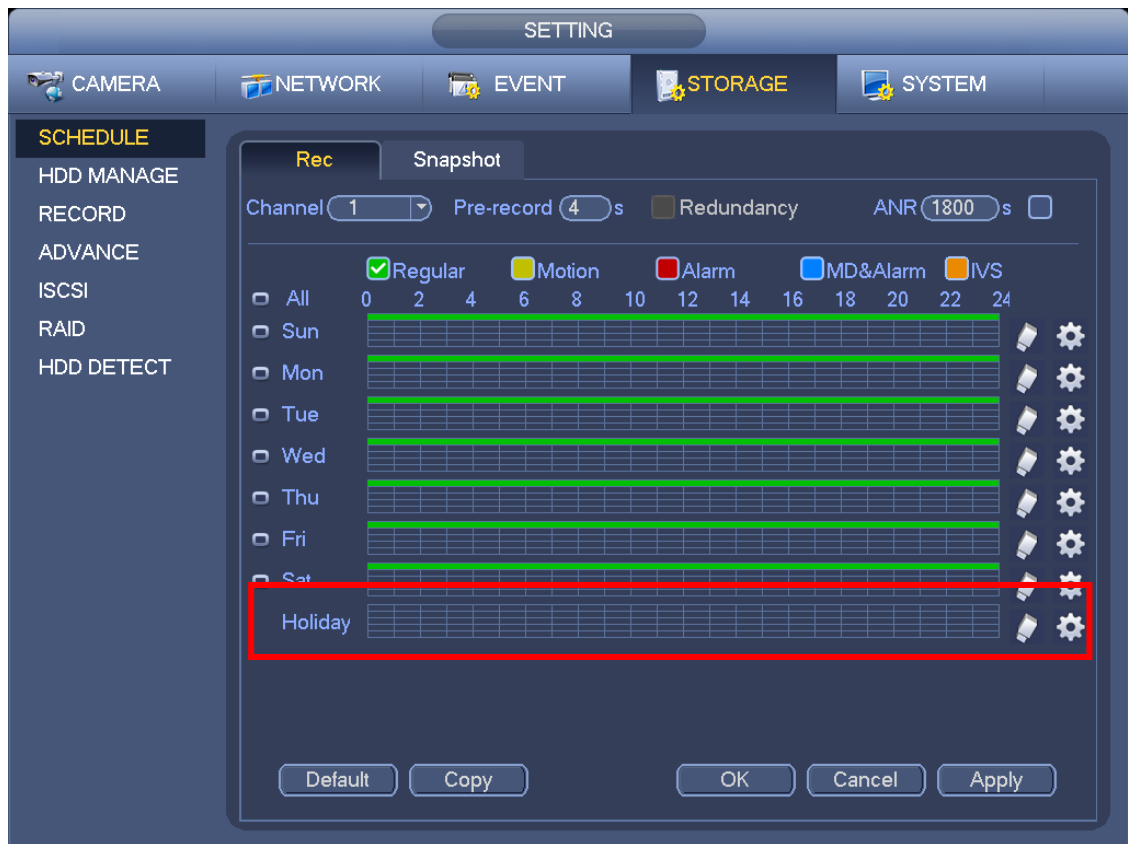 SETTING
CAMERA NETWORK EVENT STORAGE SYSTEM
SCHEDULE
HDD MANAGE
RECORD
ADVANCE
ISCSI
RAID
HDD DETECT
Rec Snapshot
Channel 1 Pre-record 4 s Redundancy ANR 1800 s
Regular Motion Alarm MD&Alarm IVS
All 0 2 4 6 8 10 12 14 16 18 20 22 24
Sun
Mon
Tue
Wed
Thu
Fri
Sat
Holiday
Default Copy OK Cancel Apply